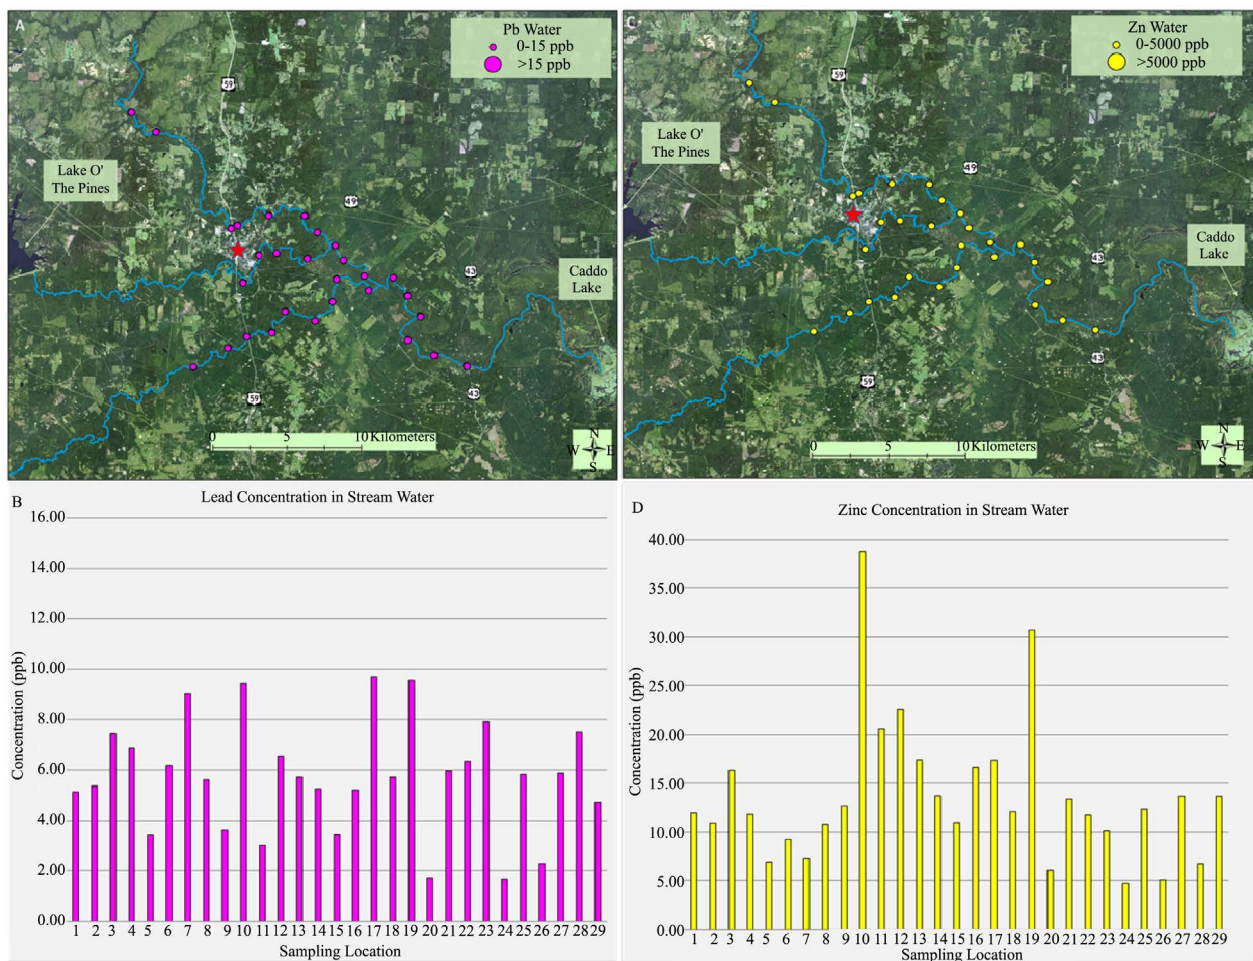 A
Pb Water
0-15 ppb
>15 ppb
59
Lake O'
The Pines
49
43
Caddo
Lake
43
59
0 5 10 Kilometers
N
W E
S
C
Zn Water
0-5000 ppb
>5000 ppb
59
Lake O'
The Pines
49
Caddo
Lake
43
43
59
0 5 10 Kilometers
N
W E
S
B
Lead Concentration in Stream Water
16.00
14.00
12.00
10.00
8.00
6.00
4.00
2.00
0.00
Concentration (ppb)
1 2 3 4 5 6 7 8 9 10 11 12 13 14 15 16 17 18 19 20 21 22 23 24 25 26 27 28 29
Sampling Location
D
Zinc Concentration in Stream Water
40.00
35.00
30.00
25.00
20.00
15.00
10.00
5.00
0.00
Concentration (ppb)
1 2 3 4 5 6 7 8 9 10 11 12 13 14 15 16 17 18 19 20 21 22 23 24 25 26 27 28 29
Sampling Location